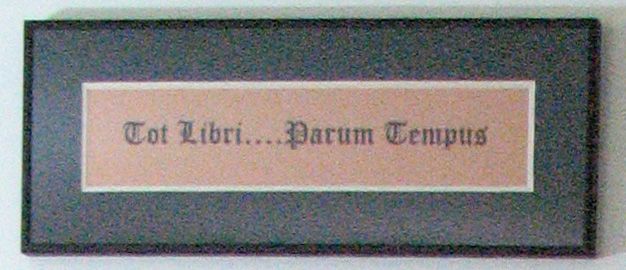 Tot Libri....Parum Tempus